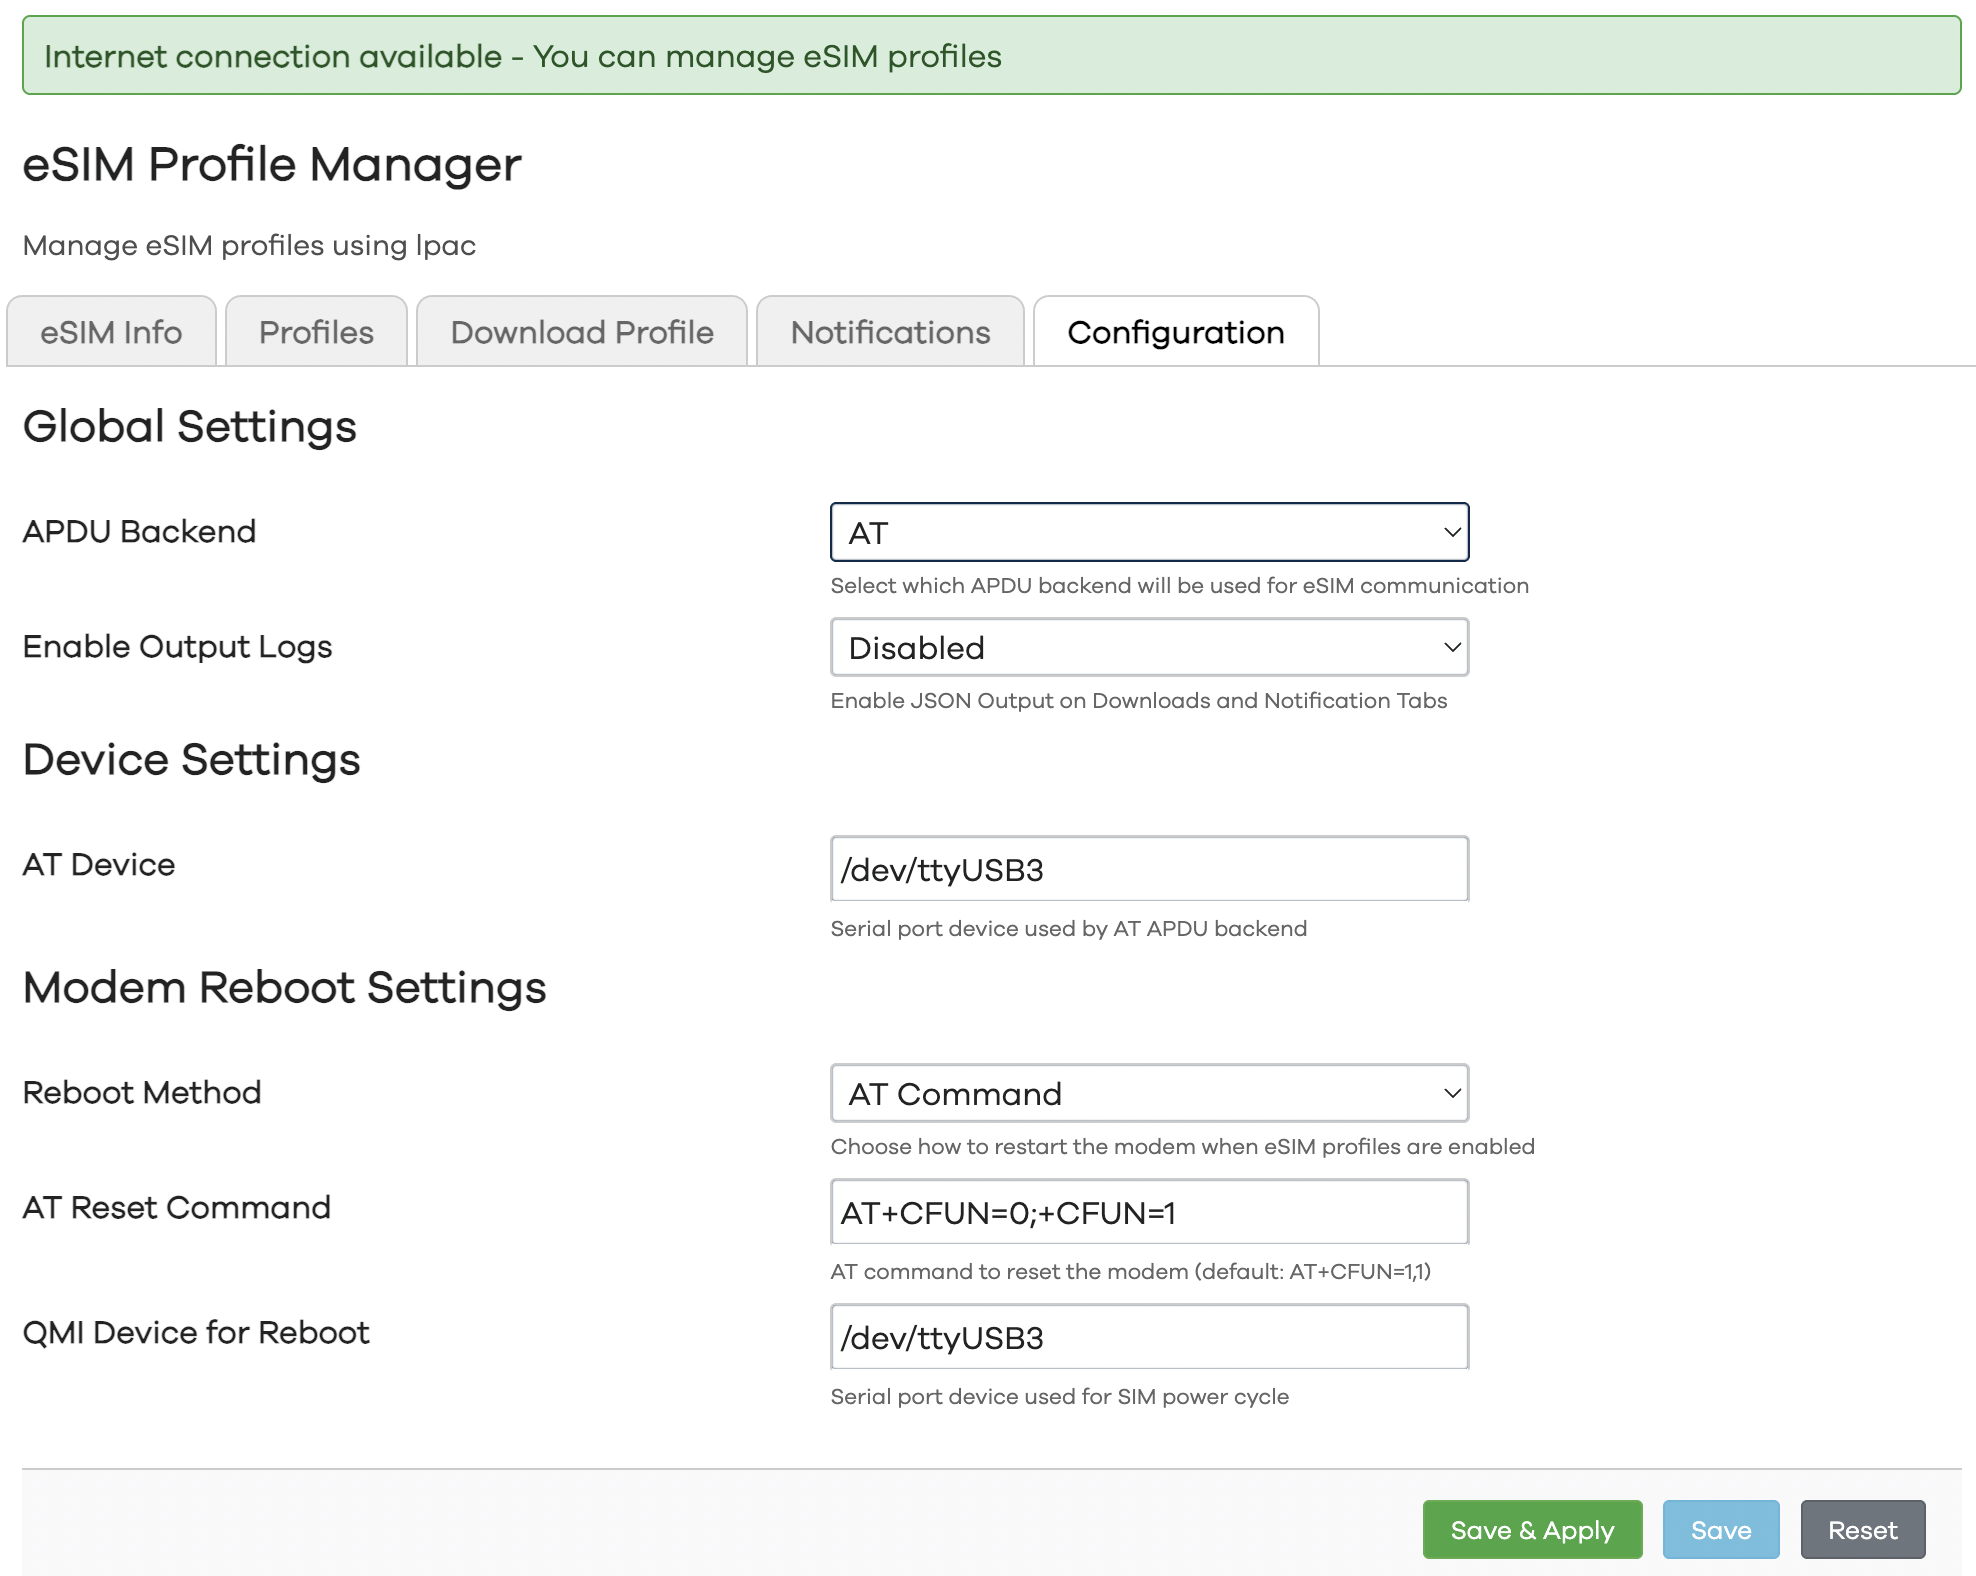 Internet connection available - You can manage eSIM profiles
eSIM Profile Manager
Manage eSIM profiles using lpac
eSIM Info
Profiles
Download Profile
Notifications
Configuration
Global Settings
APDU Backend
AT
Select which APDU backend will be used for eSIM communication
Enable Output Logs
Disabled
Enable JSON Output on Downloads and Notification Tabs
Device Settings
AT Device
/dev/ttyUSB3
Serial port device used by AT APDU backend
Modem Reboot Settings
Reboot Method
AT Command
Choose how to restart the modem when eSIM profiles are enabled
AT Reset Command
AT+CFUN=0;+CFUN=1
AT command to reset the modem (default: AT+CFUN=1,1)
QMI Device for Reboot
/dev/ttyUSB3
Serial port device used for SIM power cycle
Save & Apply
Save
Reset